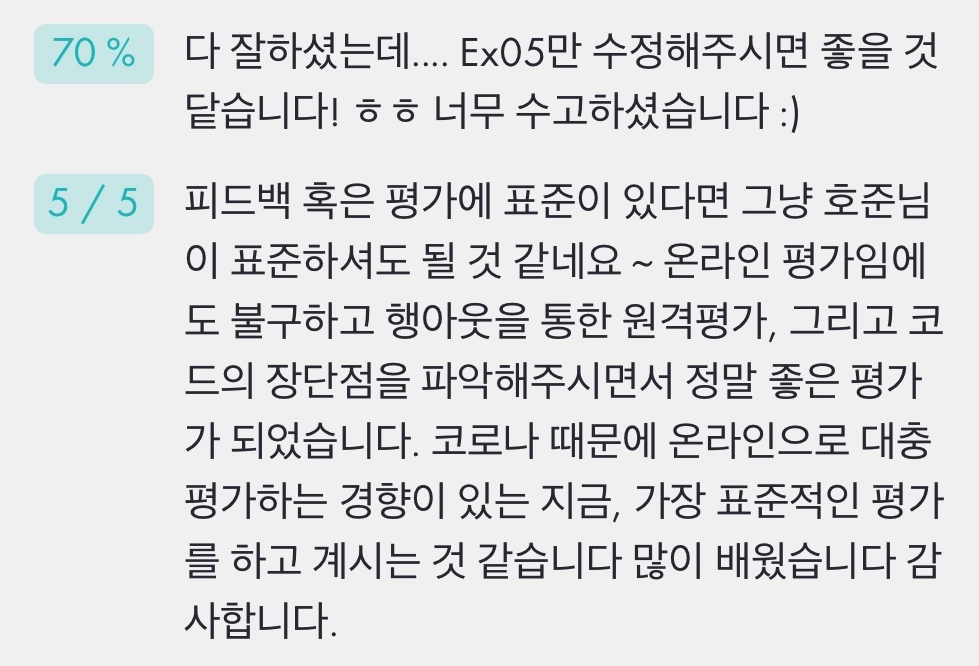 70 % 다 잘하셨는데.... Ex05만 수정해주시면 좋을 것
닽습니다! ㅎㅎ 너무 수고하셨습니다 :)
5 / 5 피드백 혹은 평가에 표준이 있다면 그냥 호준님
이 표준하셔도 될 것 같네요 ~ 온라인 평가임에
도 불구하고 행아웃을 통한 원격평가, 그리고 코
드의 장단점을 파악해주시면서 정말 좋은 평가
가 되었습니다. 코로나 때문에 온라인으로 대충
평가하는 경향이 있는 지금, 가장 표준적인 평가
를 하고 계시는 것 같습니다 많이 배웠습니다 감
사합니다.